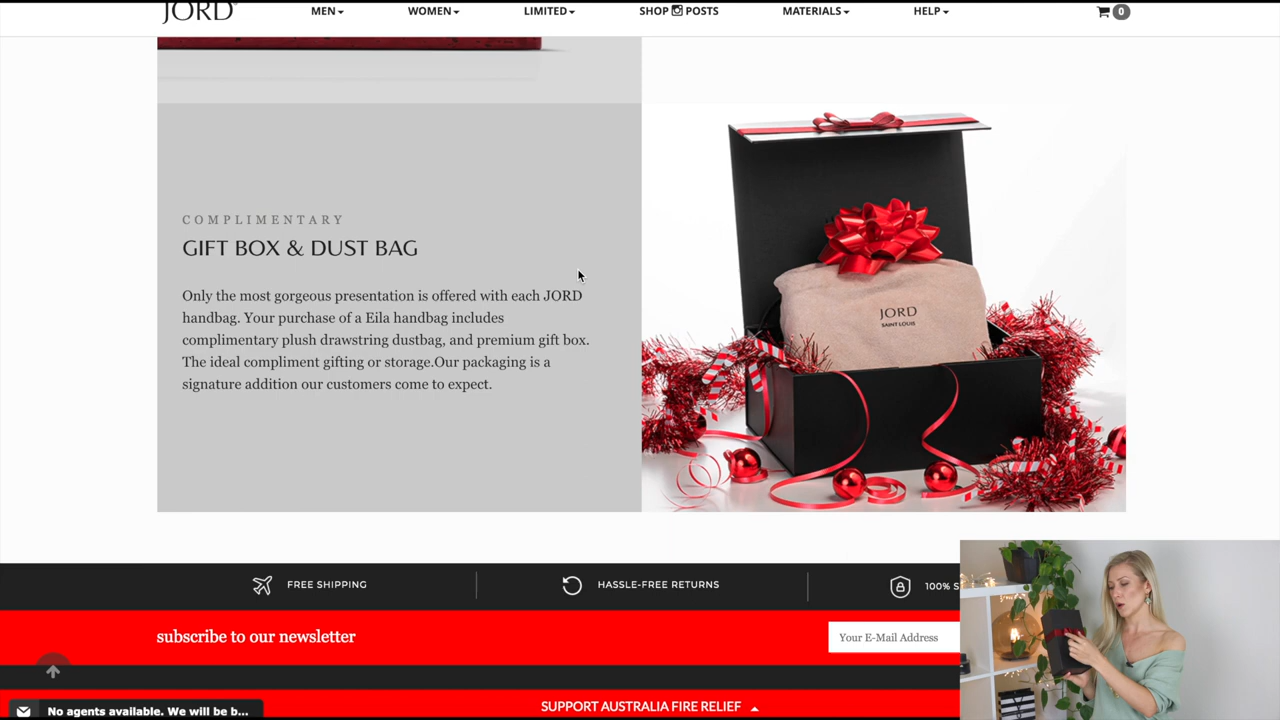 JORD
MEN
WOMEN
LIMITED
SHOP POSTS
MATERIALS
HELP
0
COMPLIMENTARY
GIFT BOX & DUST BAG
Only the most gorgeous presentation is offered with each JORD
handbag. Your purchase of a Eila handbag includes
complimentary plush drawstring dustbag, and premium gift box.
The ideal compliment gifting or storage.Our packaging is a
signature addition our customers come to expect.
JORD
SAINT LOUIS
FREE SHIPPING
HASSLE-FREE RETURNS
100% S
subscribe to our newsletter
Your E-Mail Address
SUPPORT AUSTRALIA FIRE RELIEF
No agents available. We will be b...